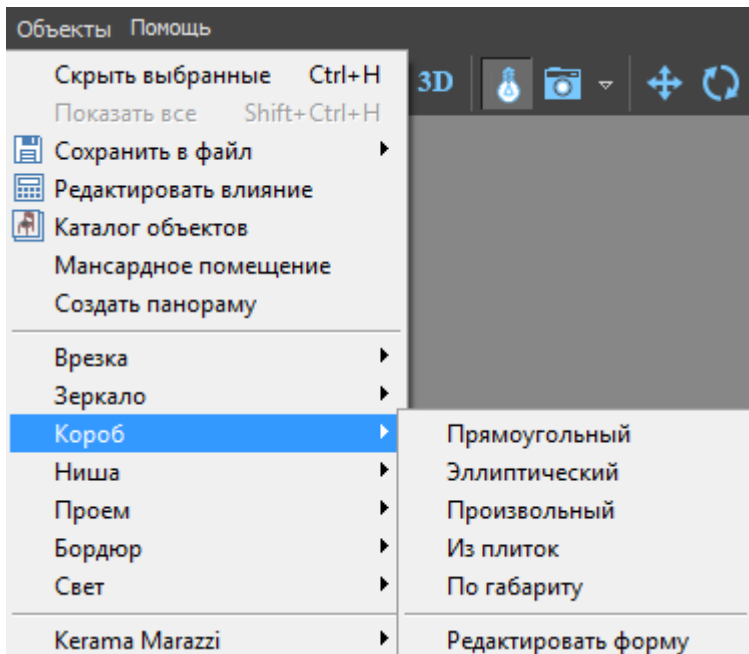 Объекты Помощь
Скрыть выбранные Ctrl+H
3D
Показать все Shift+Ctrl+H
Сохранить в файл
Редактировать влияние
Каталог объектов
Мансардное помещение
Создать панораму
Врезка
Зеркало
Короб
Ниша
Проем
Бордюр
Свет
Kerama Marazzi
Прямоугольный
Эллиптический
Произвольный
Из плиток
По габариту
Редактировать форму